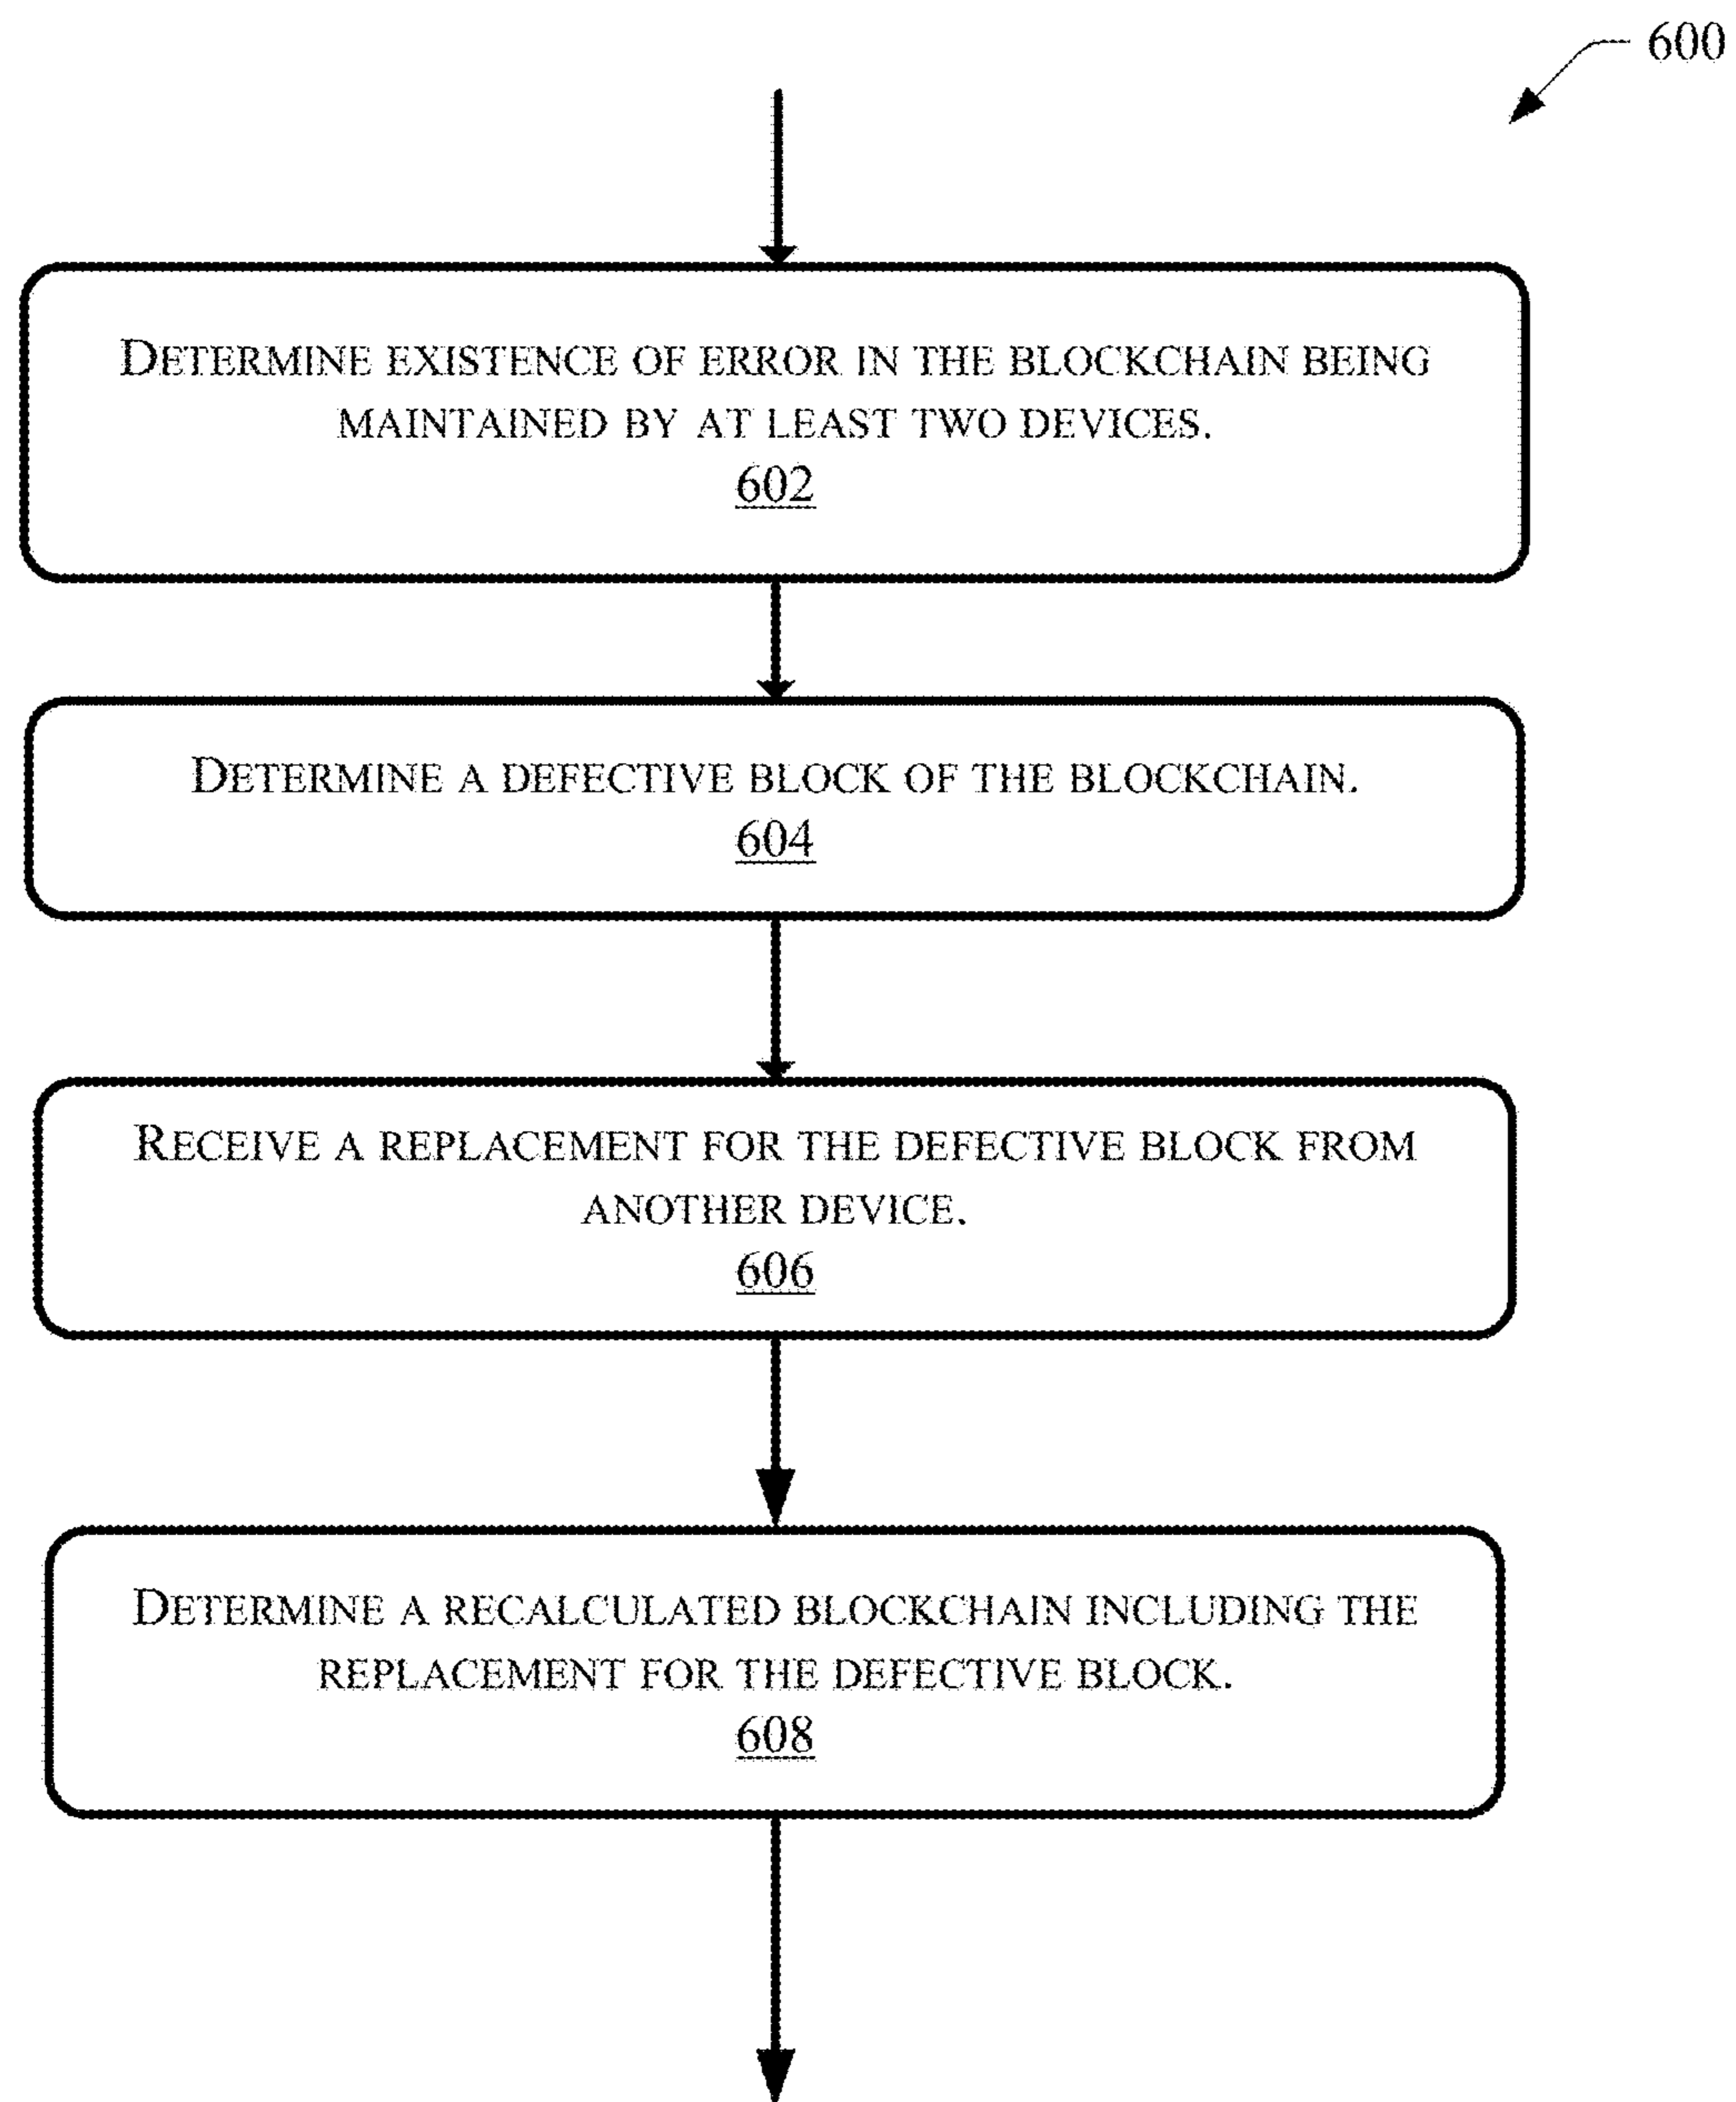 600
DETERMINE EXISTENCE OF ERROR IN THE BLOCKCHAIN BEING
MAINTAINED BY AT LEAST TWO DEVICES.
602
DETERMINE A DEFECTIVE BLOCK OF THE BLOCKCHAIN.
604
RECEIVE A REPLACEMENT FOR THE DEFECTIVE BLOCK FROM
ANOTHER DEVICE.
606
DETERMINE A RECALCULATED BLOCKCHAIN INCLUDING THE
REPLACEMENT FOR THE DEFECTIVE BLOCK.
608